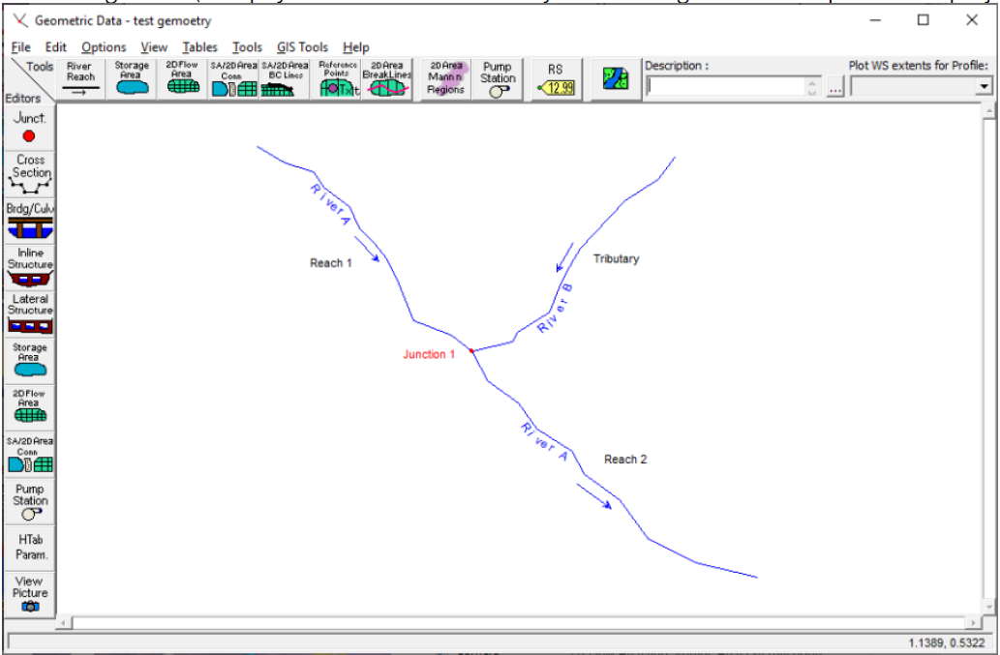 Geometric Data - test gemoetry
File Edit Options View Tables Tools GIS Tools Help
Tools
Editors
River
Reach
Storage
Area
2D Flow
Area
SA/2D Area
Conn
SA/2D Area
BC Lines
Reference
Points
Txt
2D Area
BreakLines
2D Area
Mann n
Regions
Pump
Station
RS
12.99
Description :
...
Plot WS extents for Profile:
Junct.
Cross
Section
Brdg/Culv
Inline
Structure
Lateral
Structure
Storage
Area
2D Flow
Area
SA/2D Area
Conn
Pump
Station
HTab
Param.
View
Picture
River A
Reach 1
Tributary
River B
Junction 1
River A
Reach 2
1.1389, 0.5322